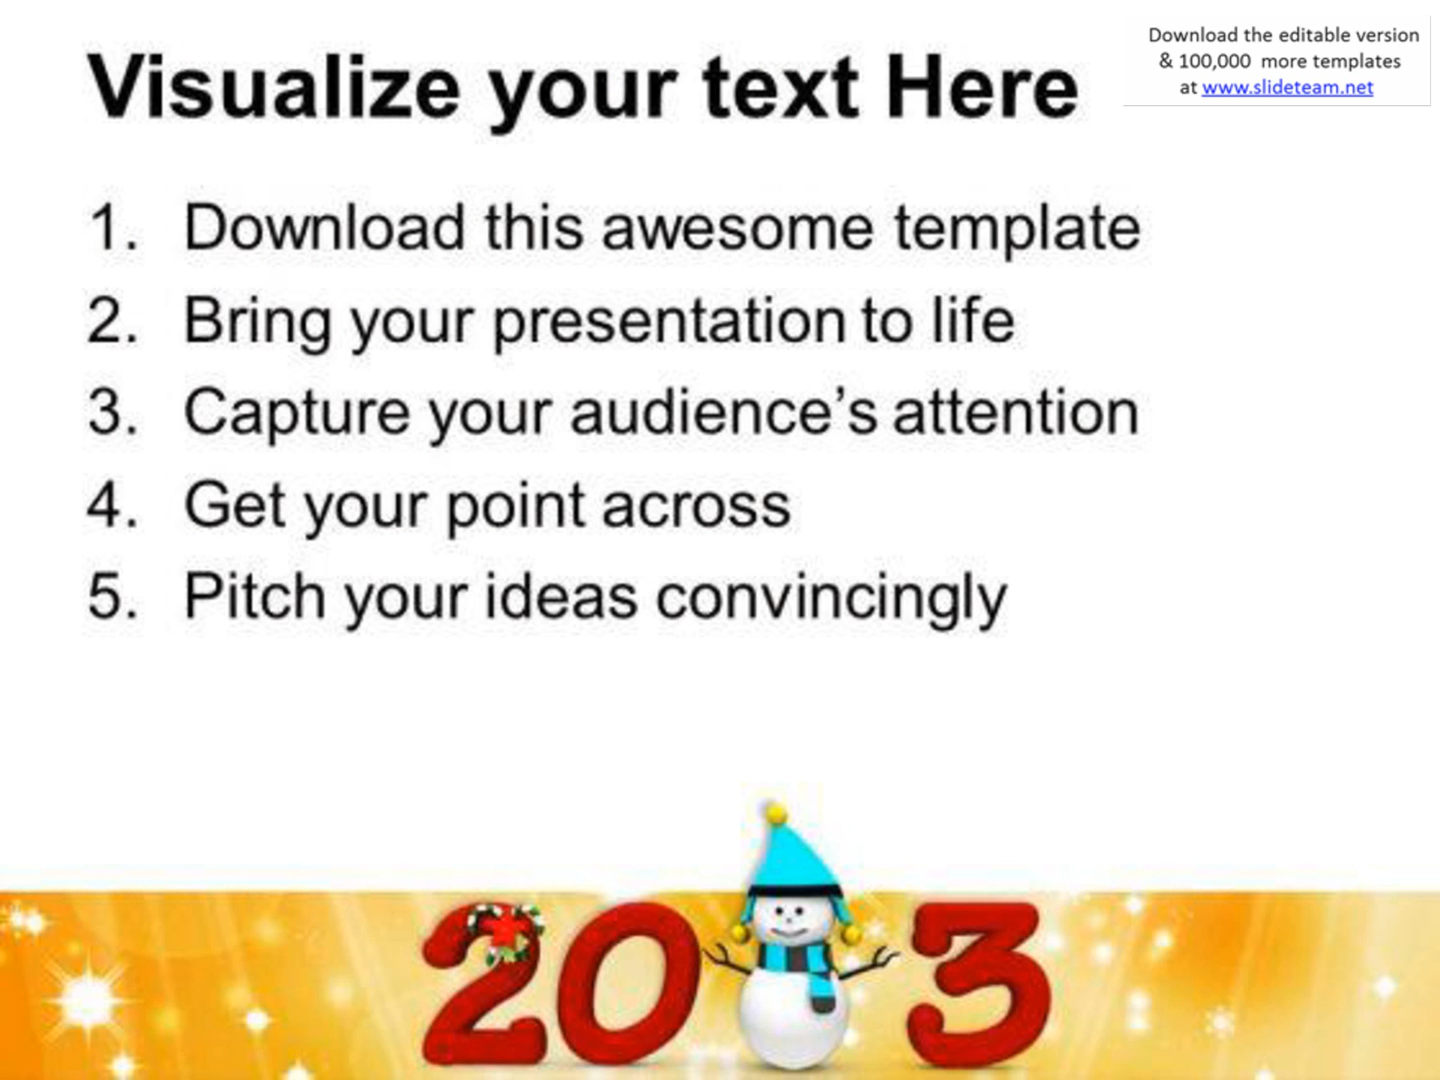 Visualize your text Here
Download the editable version
& 100,000 more templates
at www.slideteam.net
1. Download this awesome template
2. Bring your presentation to life
3. Capture your audience’s attention
4. Get your point across
5. Pitch your ideas convincingly
20 3